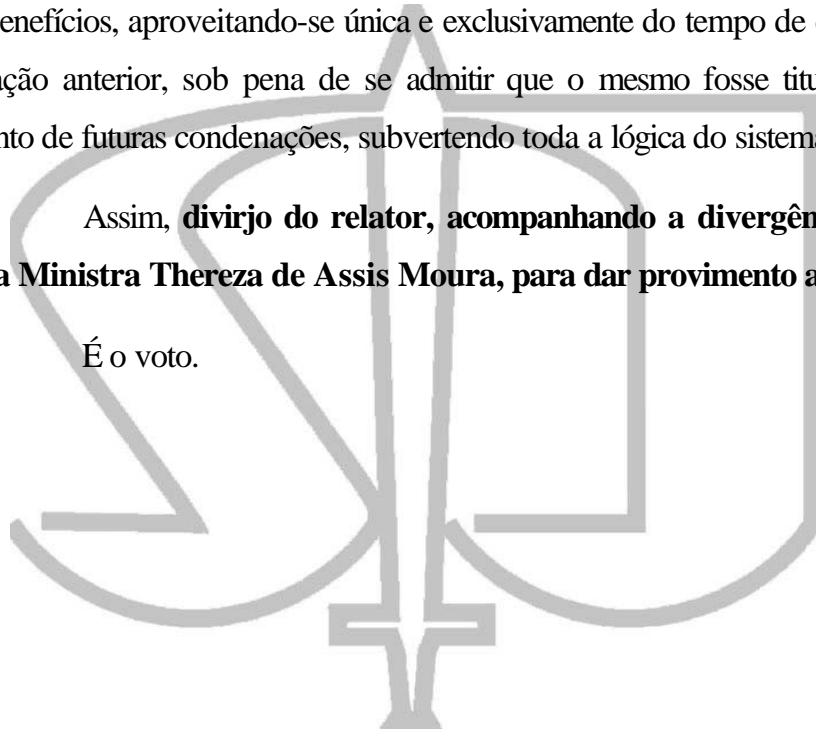 enefícios, aproveitando-se única e exclusivamente do tempo de
ação anterior, sob pena de se admitir que o mesmo fosse titu
nto de futuras condenações, subvertendo toda a lógica do sistema
Assim, divirjo do relator, acompanhando a divergên
a Ministra Thereza de Assis Moura, para dar provimento a
É o voto.